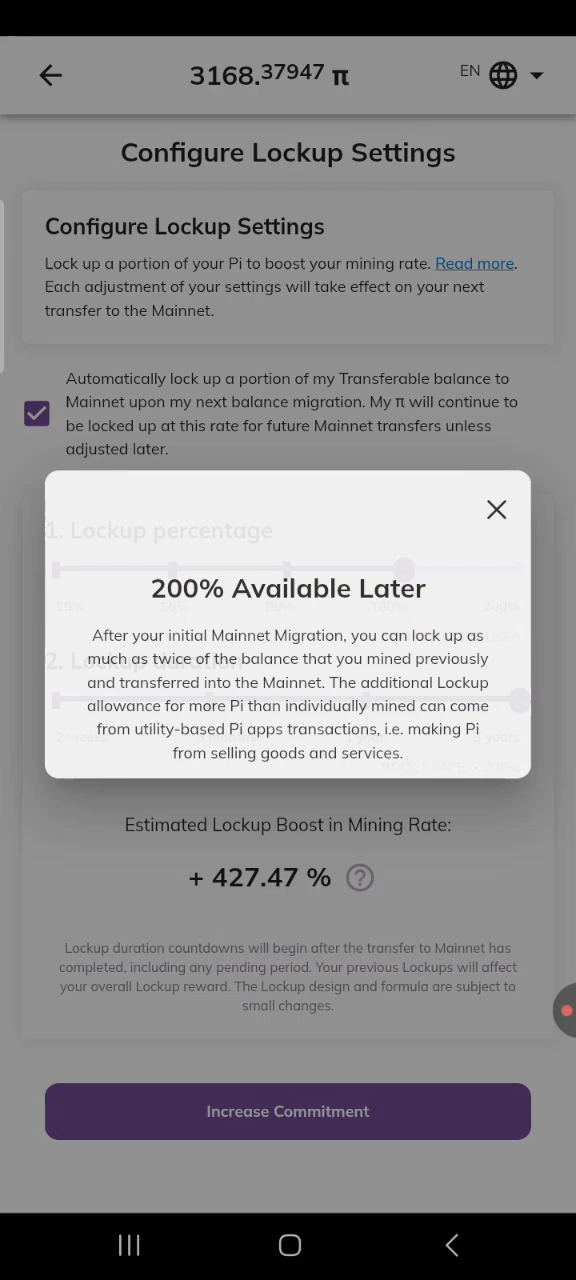 3168.37947 π
EN
Configure Lockup Settings
Configure Lockup Settings
Lock up a portion of your Pi to boost your mining rate. Read more.
Each adjustment of your settings will take effect on your next
transfer to the Mainnet.
Automatically lock up a portion of my Transferable balance to
Mainnet upon my next balance migration. My π will continue to
be locked up at this rate for future Mainnet transfers unless
adjusted later.
1. Lockup percentage
25% 50% 90% 100% 200%
200% Available Later
After your initial Mainnet Migration, you can lock up as
much as twice of the balance that you mined previously
2. Lockup duration
and transferred into the Mainnet. The additional Lockup
allowance for more Pi than individually mined can come
from utility-based Pi apps transactions, i.e. making Pi
from selling goods and services.
Estimated Lockup Boost in Mining Rate:
+ 427.47 %
Lockup duration countdowns will begin after the transfer to Mainnet has
completed, including any pending period. Your previous Lockups will affect
your overall Lockup reward. The Lockup design and formula are subject to
small changes.
Increase Commitment